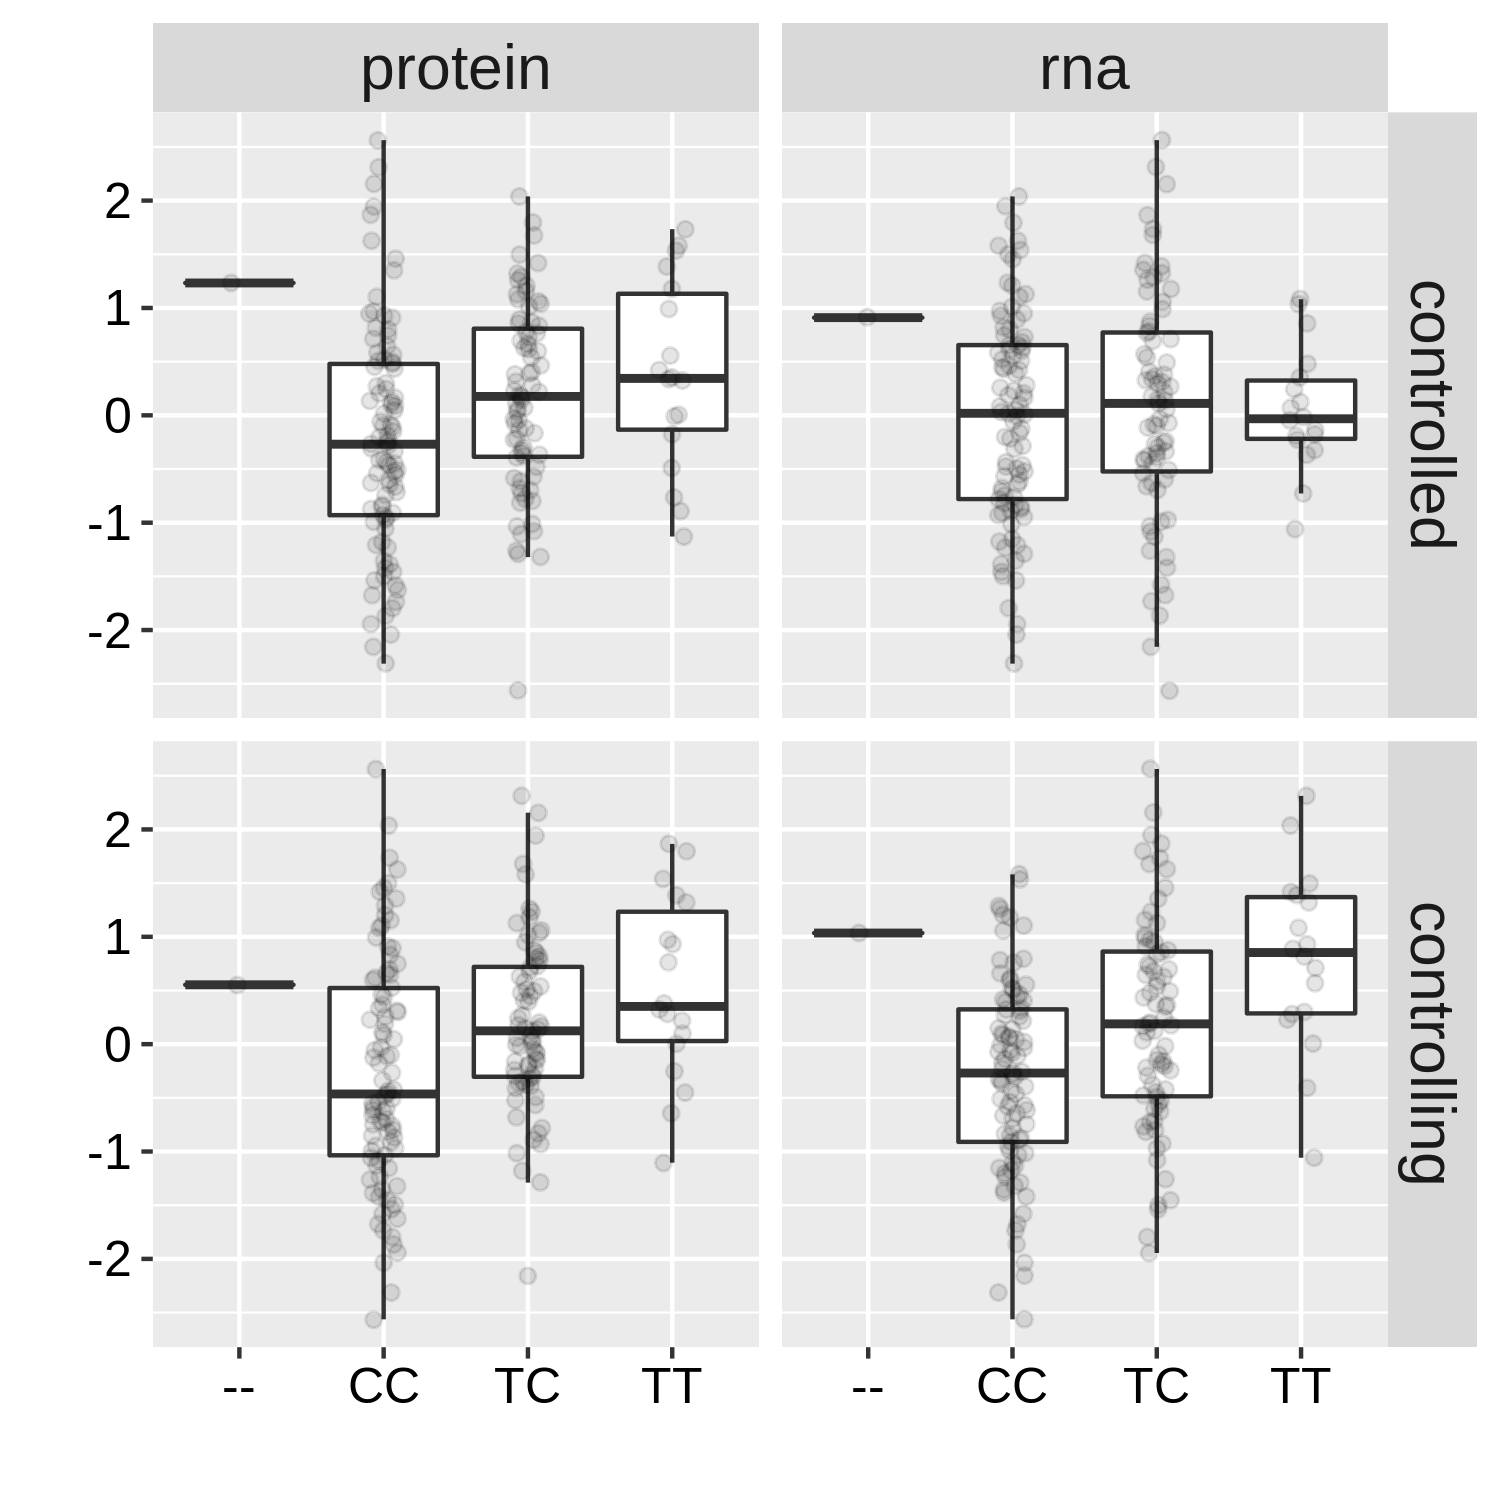 protein
rna
2
1
0
-1
-2
controlled
2
1
0
-1
-2
controlling
-- CC TC TT
-- CC TC TT